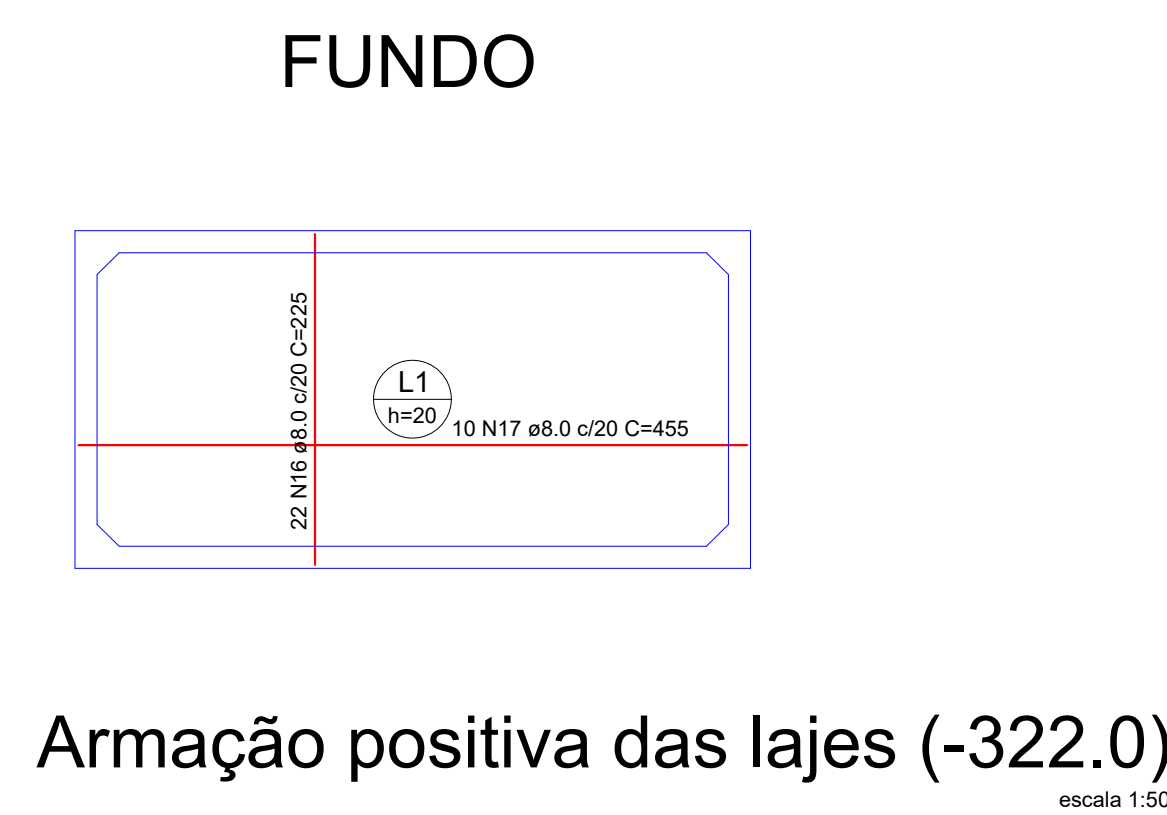 FUNDO
22 N16 ø8.0 c/20 C=225
L1
h=20
10 N17 ø8.0 c/20 C=455
Armação positiva das lajes (-322.0)
escala 1:50